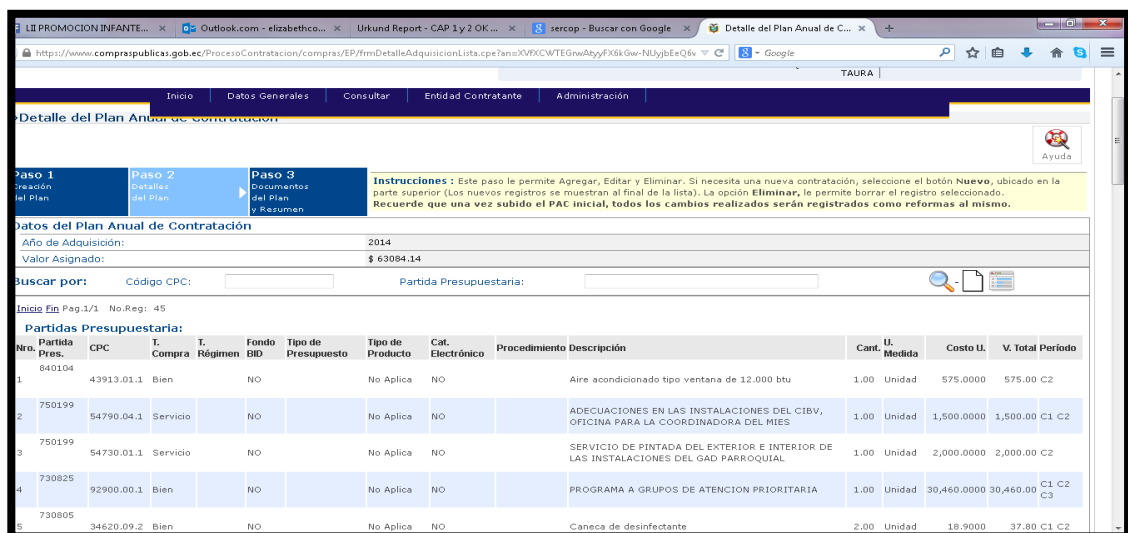 LII PROMOCION INFANTE... × Outlook.com - elizabethco... × Urkund Report - CAP 1 y 2 OK ... × sercop - Buscar con Google × Detalle del Plan Anual de C... × +
https://www.compraspublicas.gob.ec/ProcesoContratacion/compras/EP/frmDetalleAdquisicionLista.cpe?an= Google
TAURA
Inicio Datos Generales Consultar Entidad Contratante Administración
Detalle del Plan Anual de Contratación
Ayuda
Paso 1 Paso 2 Paso 3
Creación Detalles Documentos
del Plan del Plan del Plan
y Resumen
Instrucciones : Este paso le permite Agregar, Editar y Eliminar. Si necesita una nueva contratación, seleccione el botón Nuevo, ubicado en la
parte superior (Los nuevos registros se muestran al final de la lista). La opción Eliminar, le permite borrar el registro seleccionado.
Recuerde que una vez subido el PAC inicial, todos los cambios realizados serán registrados como reformas al mismo.
Datos del Plan Anual de Contratación
Año de Adquisición: 2014
Valor Asignado: $ 63084.14
Buscar por: Código CPC: Partida Presupuestaria:
Inicio Fin Pag.1/1 No.Reg: 45
Partidas Presupuestaria:
Nro. Partida Pres. CPC T. Compra T. Régimen Fondo BID Tipo de Presupuesto Tipo de Producto Cat. Electrónico Procedimiento Descripción Cant. U. Medida Costo U. V. Total Período
1 840104 43913.01.1 Bien NO No Aplica NO Aire acondicionado tipo ventana de 12.000 btu 1.00 Unidad 575.0000 575.00 C2
2 750199 54790.04.1 Servicio NO No Aplica NO ADECUACIONES EN LAS INSTALACIONES DEL CIBV, OFICINA PARA LA COORDINADORA DEL MIES 1.00 Unidad 1,500.0000 1,500.00 C1 C2
3 750199 54730.01.1 Servicio NO No Aplica NO SERVICIO DE PINTADA DEL EXTERIOR E INTERIOR DE LAS INSTALACIONES DEL GAD PARROQUIAL 1.00 Unidad 2,000.0000 2,000.00 C2
4 730825 92900.00.1 Bien NO No Aplica NO PROGRAMA A GRUPOS DE ATENCION PRIORITARIA 1.00 Unidad 30,460.0000 30,460.00 C1 C2 C3
5 730805 34620.09.2 Bien NO No Aplica NO Caneca de desinfectante 2.00 Unidad 18.9000 37.80 C1 C2